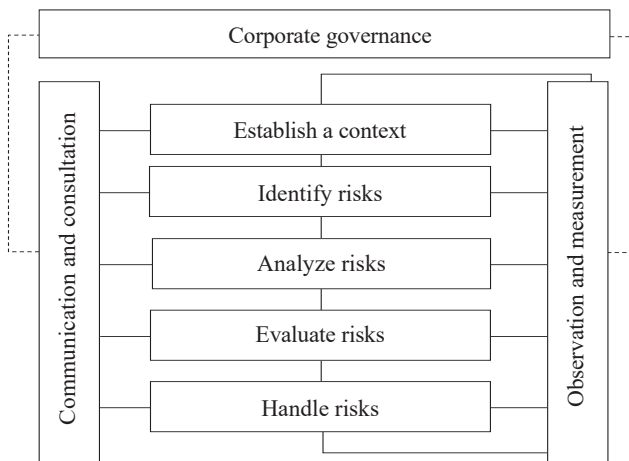 Corporate governance
Communication and consultation
Establish a context
Identify risks
Analyze risks
Evaluate risks
Handle risks
Observation and measurement